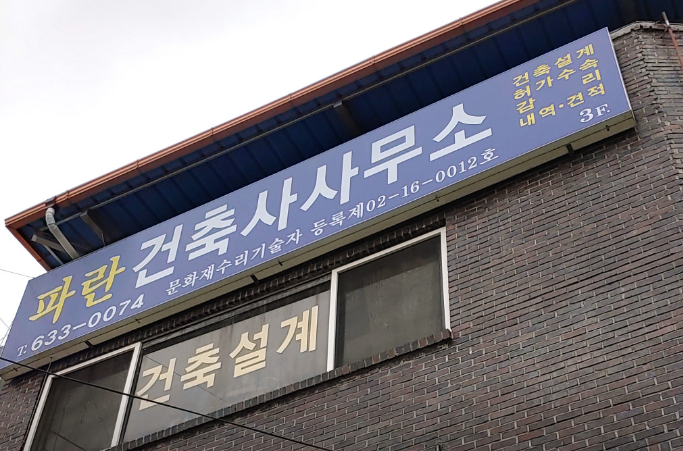 파란 건축사사무소
T. 633-0074 문화재수리기술자 등록제02-16-0012호
건축설계
허가수속
감 리
내역·견적
3F.
건축설계